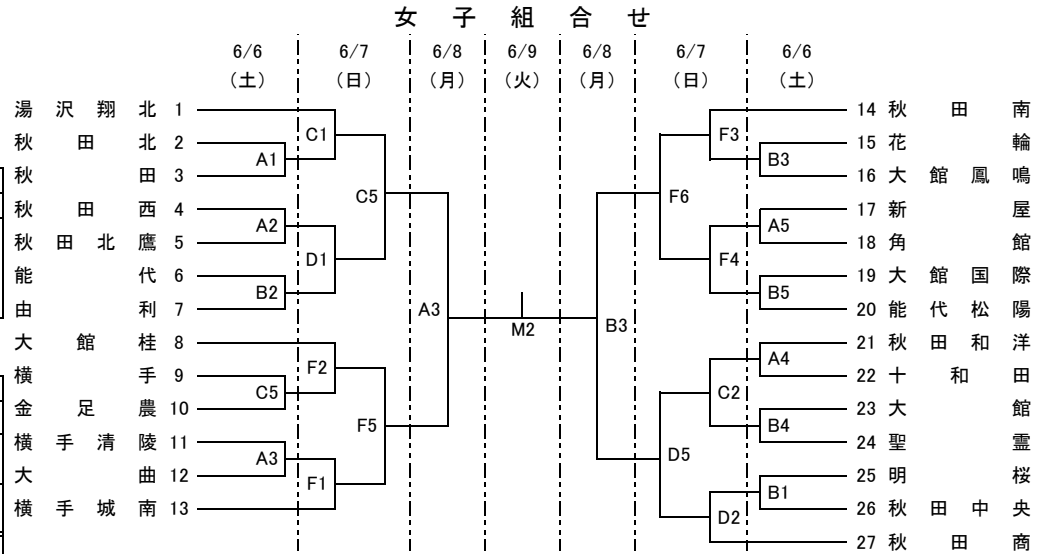 女子組合せ
6/6 6/7 6/8 6/9 6/8 6/7 6/6
(土) (日) (月) (火) (月) (日) (土)
湯沢翔北 1
秋田北 2
秋田 3
秋田西 4
秋田北鷹 5
能代 6
由利 7
大館桂 8
横手 9
金足農 10
横手清陵 11
大曲 12
横手城南 13
C1
A1
C5
A2
D1
B2
A3
F2
C5
F5
A3
F1
M2
F3
B3
F6
A5
F4
B5
B3
A4
C2
B4
D5
B1
D2
14 秋田南
15 花輪
16 大館鳳鳴
17 新屋
18 角館
19 大館国際
20 能代松陽
21 秋田和洋
22 十和田
23 大館
24 聖霊
25 明桜
26 秋田中央
27 秋田商